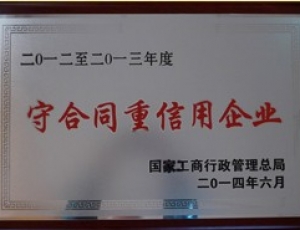 二〇一二至二〇一三年度
守合同重信用企业
国家工商行政管理总局
二〇一四年六月